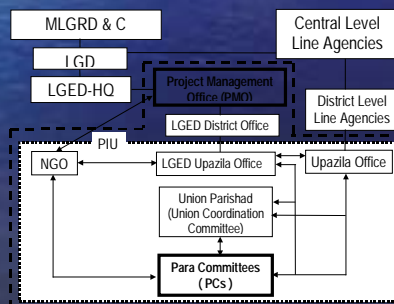 MLGRD & C
Central Level
Line Agencies
LGD
LGED-HQ
Project Management
Office (PMO)
District Level
Line Agencies
LGED District Office
PIU
NGO
LGED Upazila Office
Upazila Office
Union Parishad
(Union Coordination
Committee)
Para Committees
(PCs)